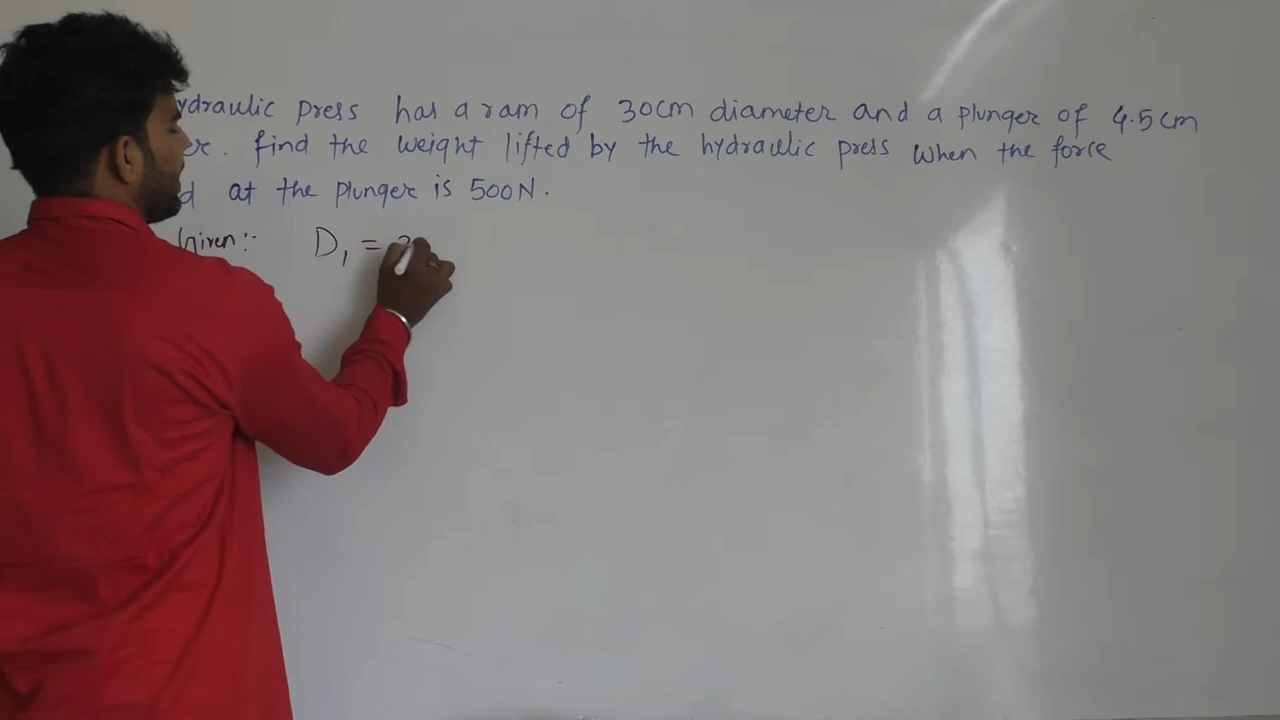 ydraulic press has a ram of 30cm diameter and a plunger of 4.5cm
er. find the weight lifted by the hydraulic press when the force
d at the plunger is 500N.
Given:- D₁ =